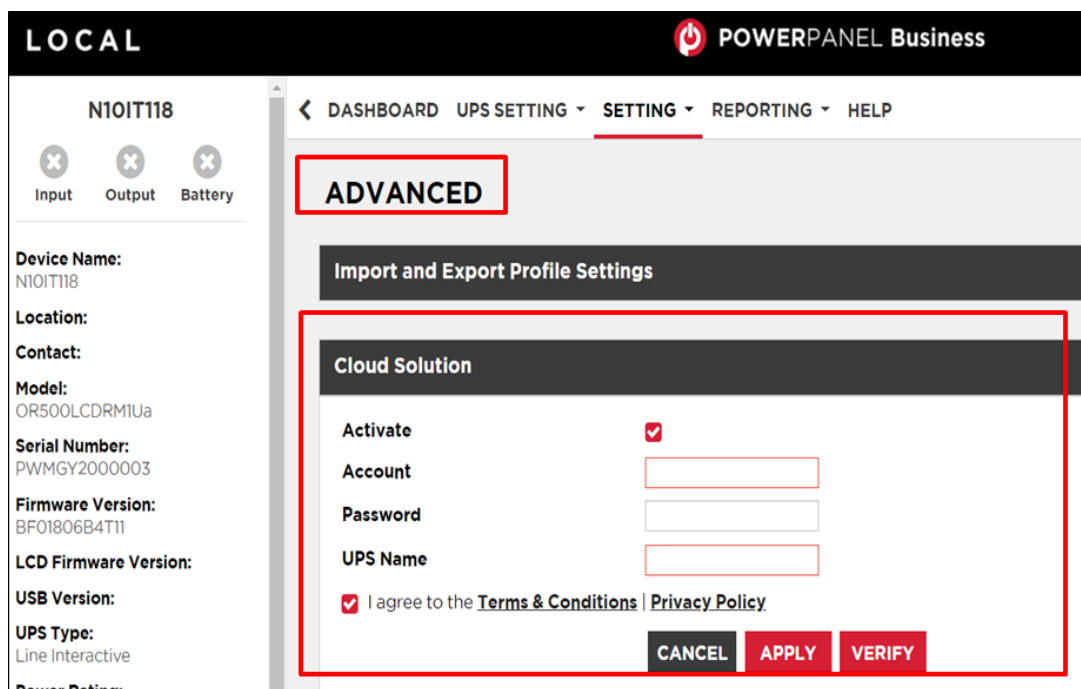 LOCAL
POWERPANEL Business
N10IT118
Input Output Battery
Device Name:
N10IT118
Location:
Contact:
Model:
OR500LCDRM1Ua
Serial Number:
PWMGY2000003
Firmware Version:
BF01806B4T11
LCD Firmware Version:
USB Version:
UPS Type:
Line Interactive
Power Rating:
DASHBOARD UPS SETTING SETTING REPORTING HELP
ADVANCED
Import and Export Profile Settings
Cloud Solution
Activate
Account
Password
UPS Name
I agree to the Terms & Conditions | Privacy Policy
CANCEL APPLY VERIFY